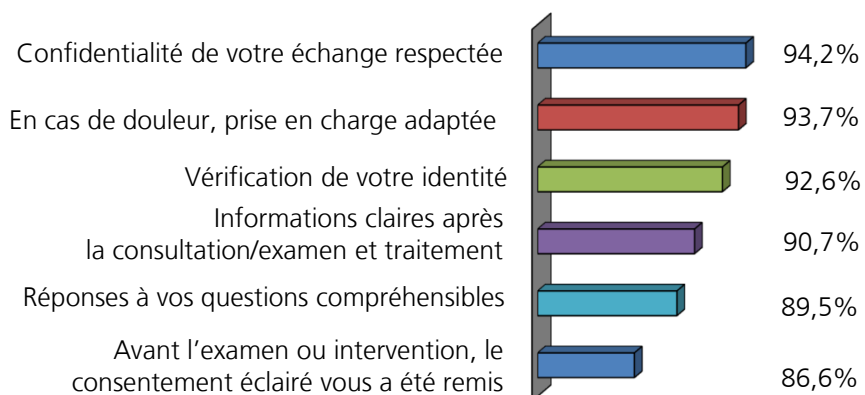 Confidentialité de votre échange respectée 94,2%
En cas de douleur, prise en charge adaptée 93,7%
Vérification de votre identité 92,6%
Informations claires après
la consultation/examen et traitement 90,7%
Réponses à vos questions compréhensibles 89,5%
Avant l'examen ou intervention, le
consentement éclairé vous a été remis 86,6%